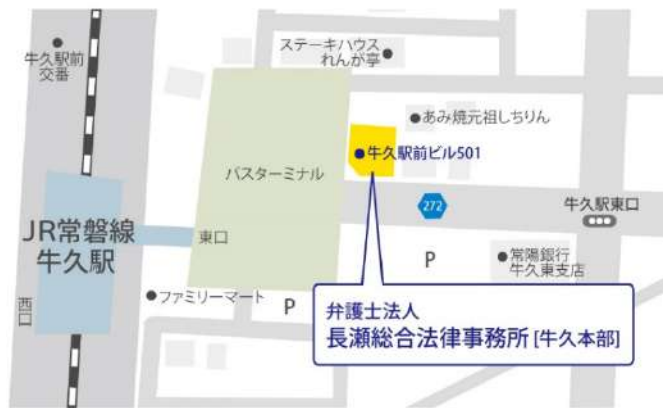 牛久駅前
交番
ステーキハウス
れんが亭
あみ焼元祖しちりん
牛久駅前ビル501
バスターミナル
272
牛久駅東口
JR常磐線
牛久駅
東口
P
常陽銀行
牛久東支店
西口
ファミリーマート
P
弁護士法人
長瀬総合法律事務所 [牛久本部]